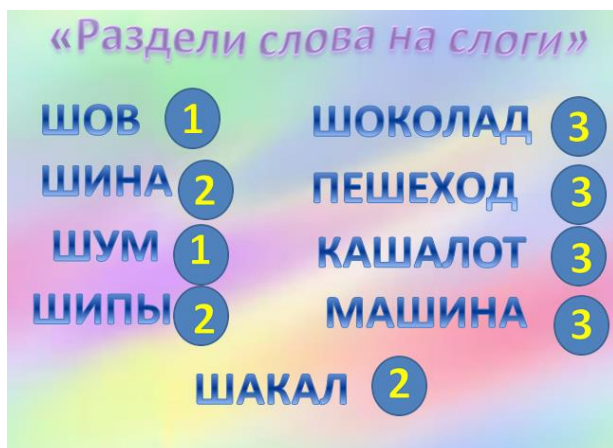 «Раздели слова на слоги»
ШОВ 1
ШИНА 2
ШУМ 1
ШИПЫ 2
ШОКОЛАД 3
ПЕШЕХОД 3
КАШАЛОТ 3
МАШИНА 3
ШАКАЛ 2